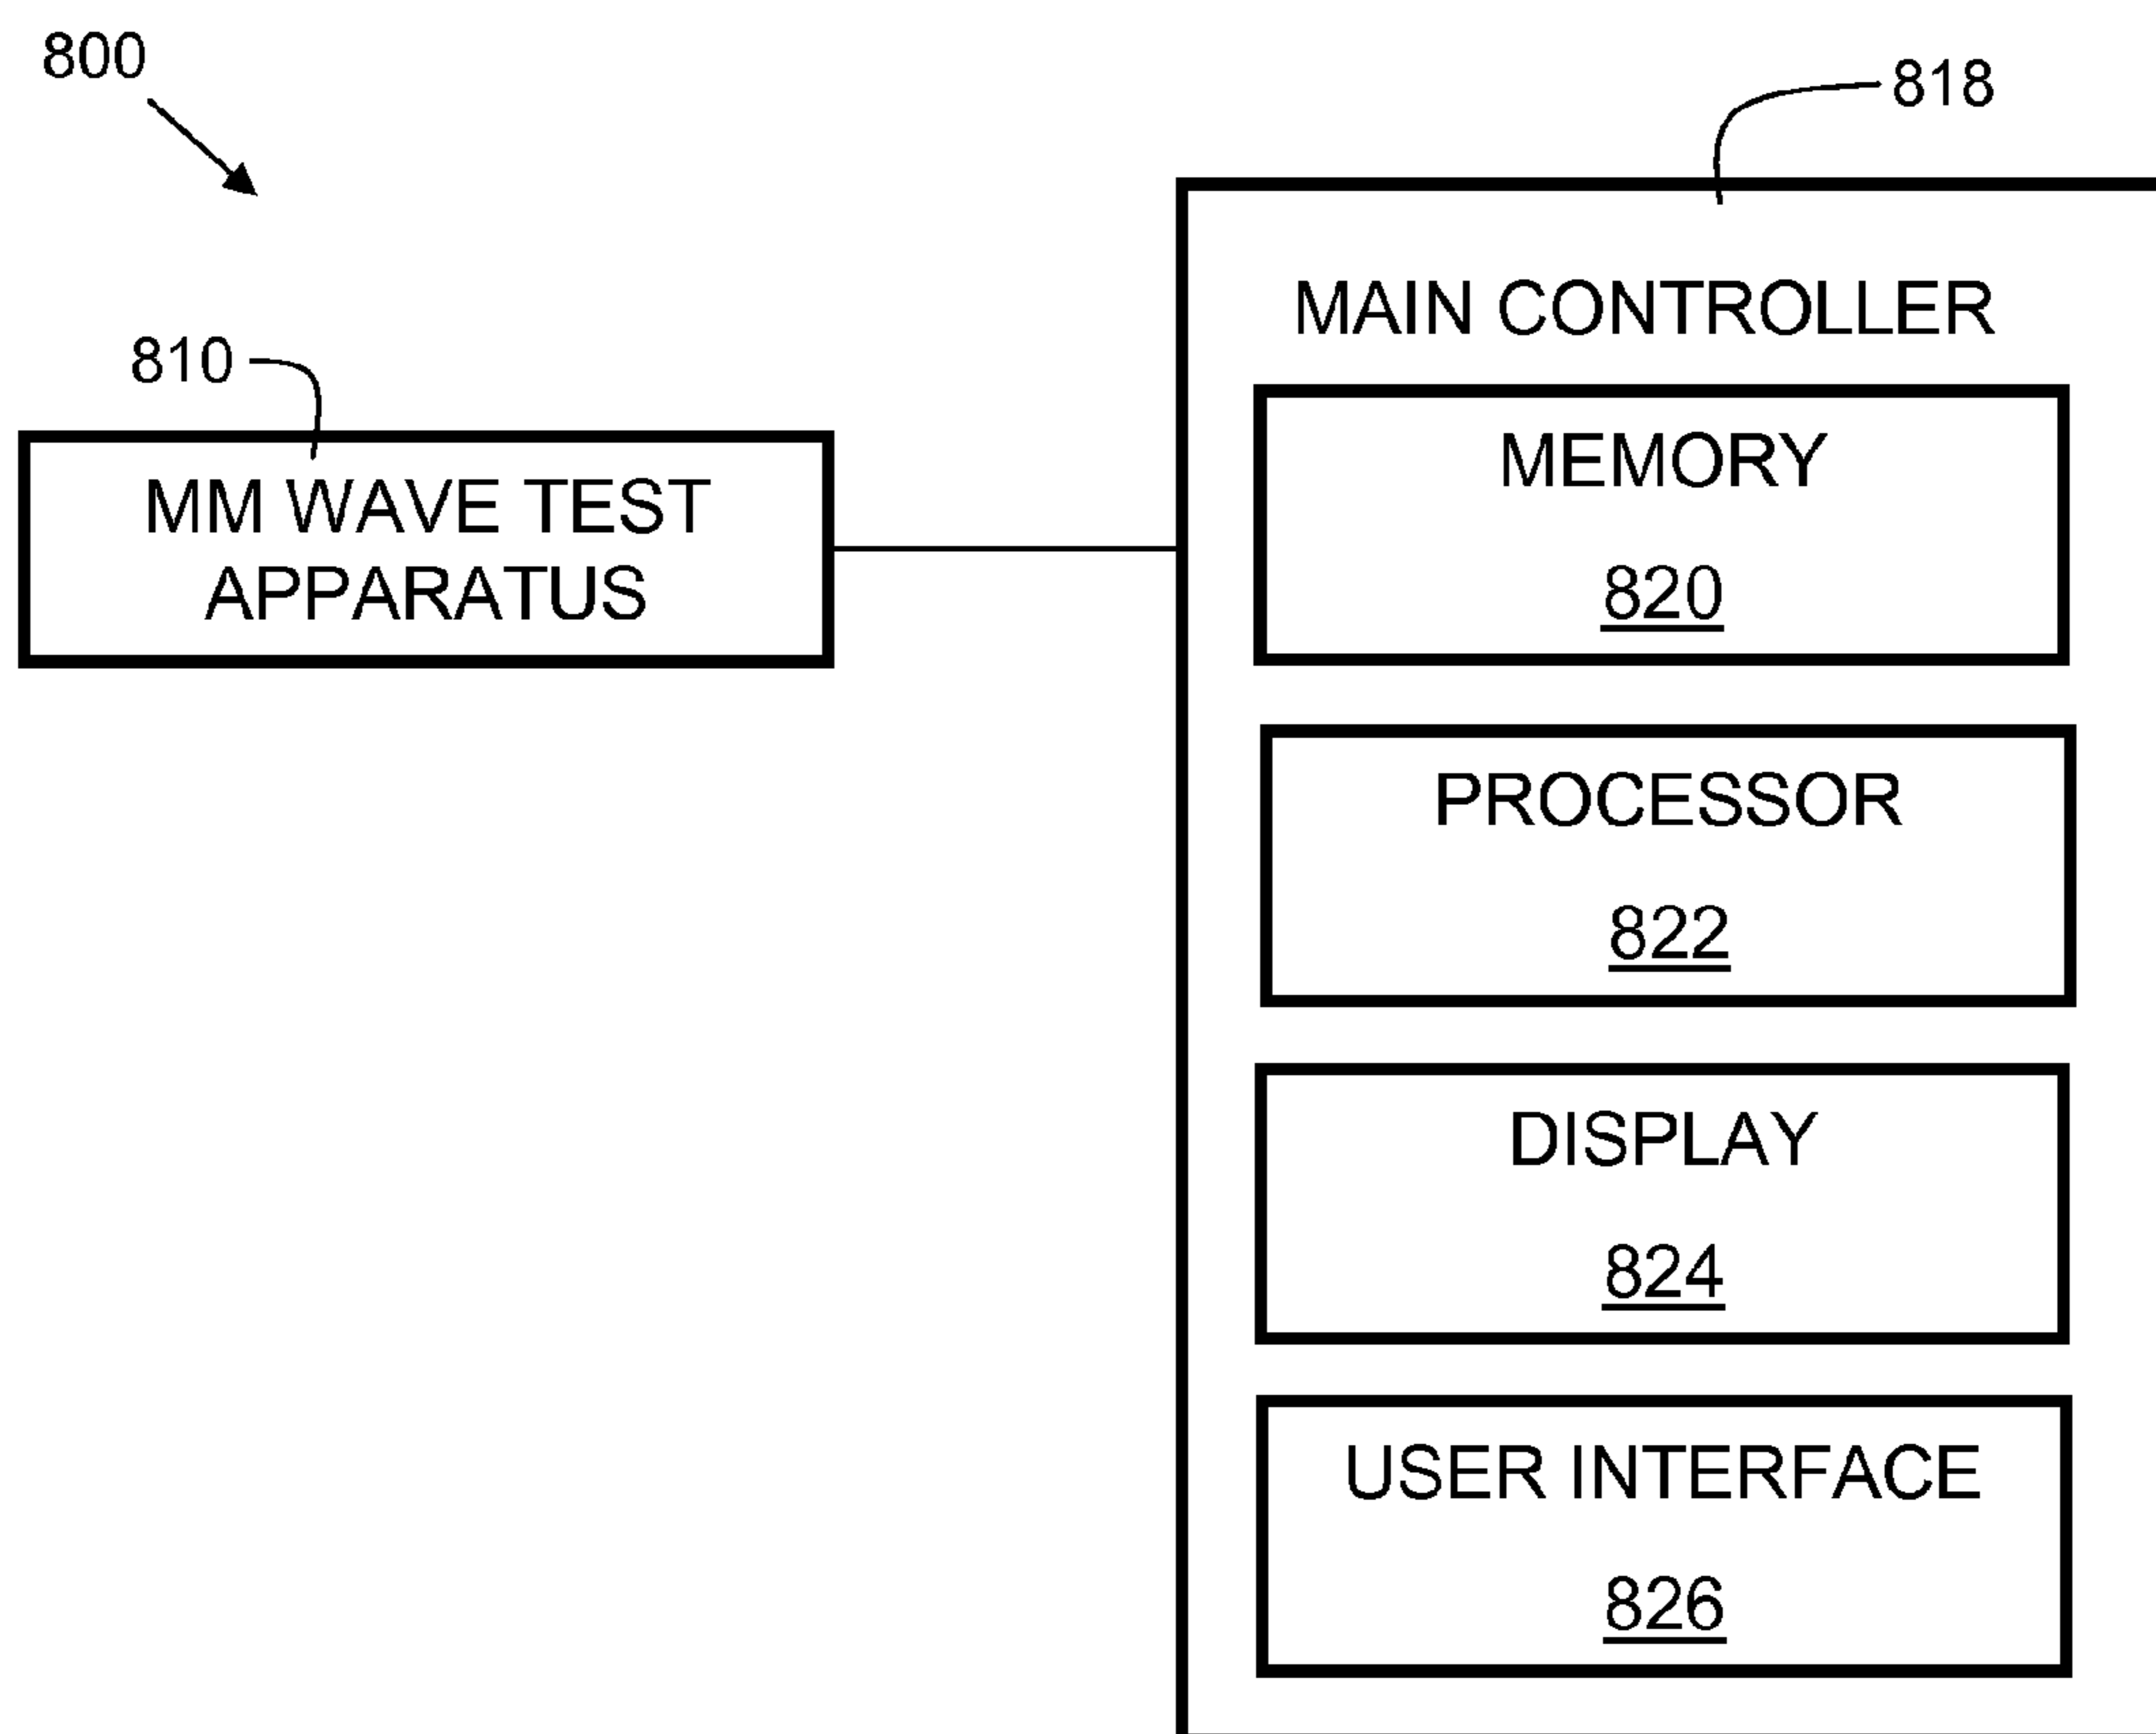 800
818
MAIN CONTROLLER
810
MM WAVE TEST
APPARATUS
MEMORY
820
PROCESSOR
822
DISPLAY
824
USER INTERFACE
826